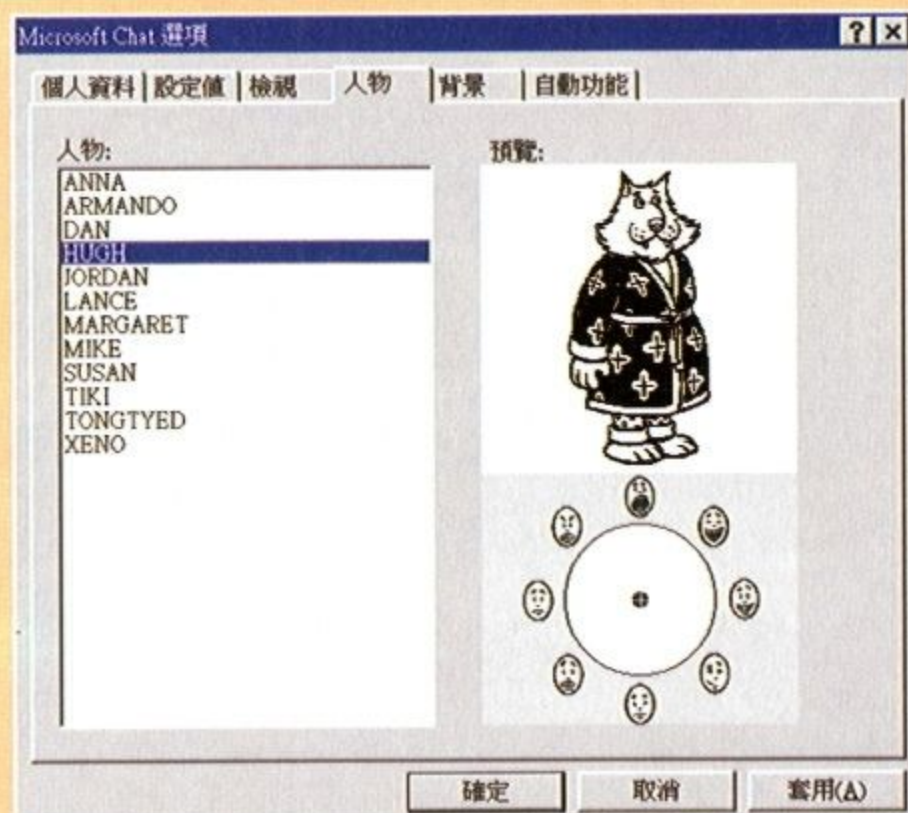 Microsoft Chat 選項
個人資料 設定值 檢視 人物 背景 自動功能
人物:
ANNA
ARMANDO
DAN
HUGH
JORDAN
LANCE
MARGARET
MIKE
SUSAN
TIKI
TONGTYED
XENO
預覽:
確定 取消 套用(A)